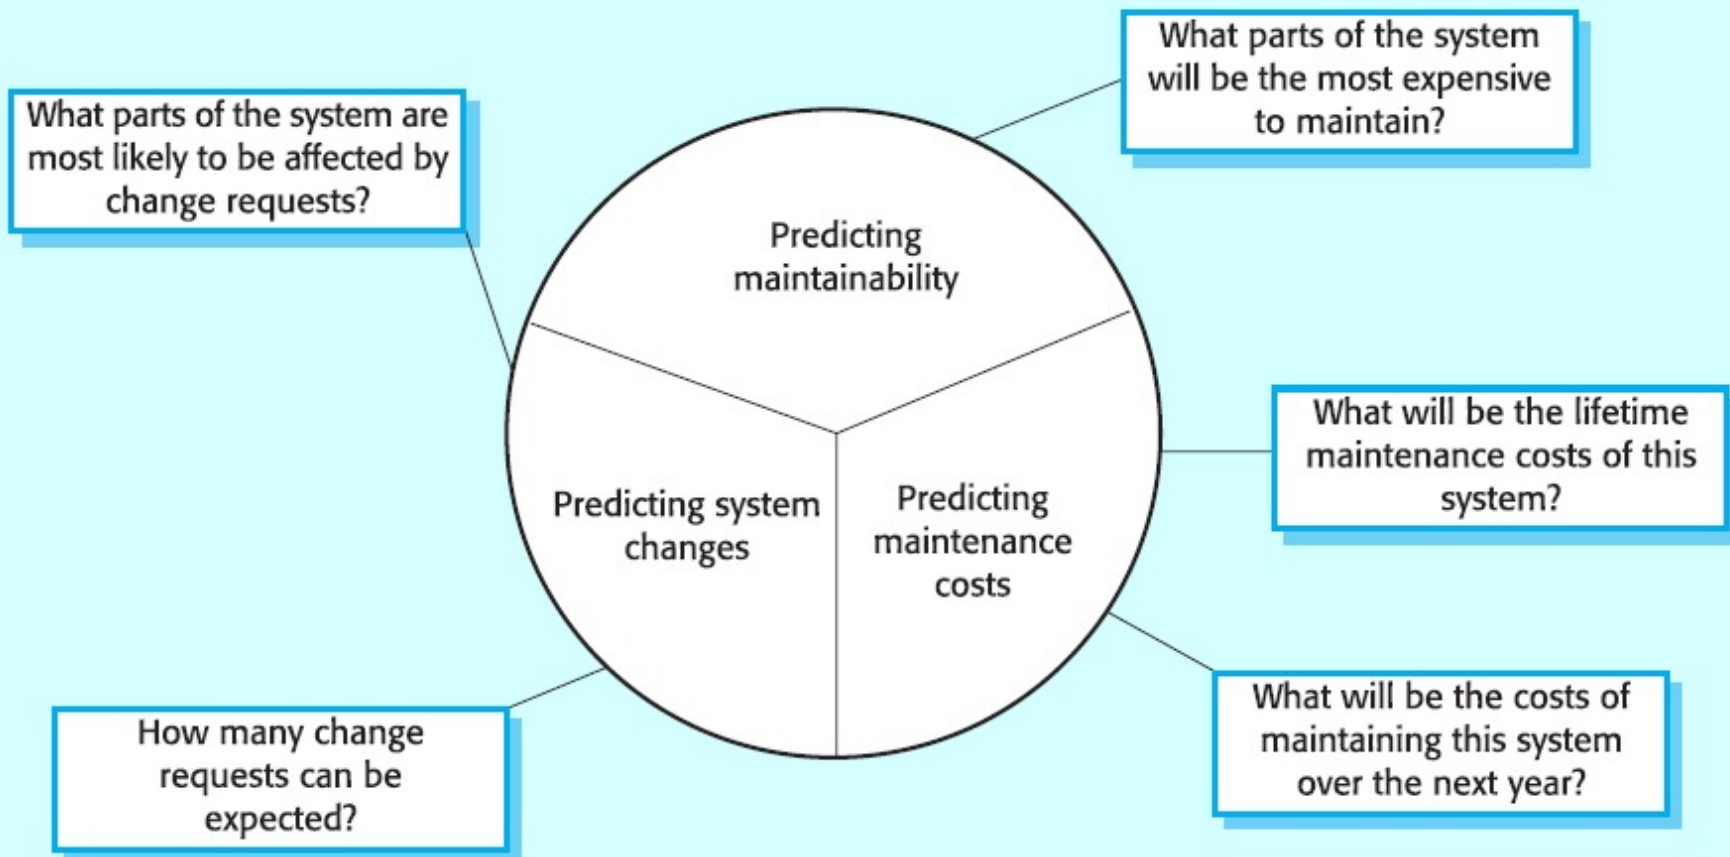 What parts of the system
will be the most expensive
to maintain?
What parts of the system are
most likely to be affected by
change requests?
Predicting
maintainability
What will be the lifetime
maintenance costs of this
system?
Predicting system
changes
Predicting
maintenance
costs
What will be the costs of
maintaining this system
over the next year?
How many change
requests can be
expected?